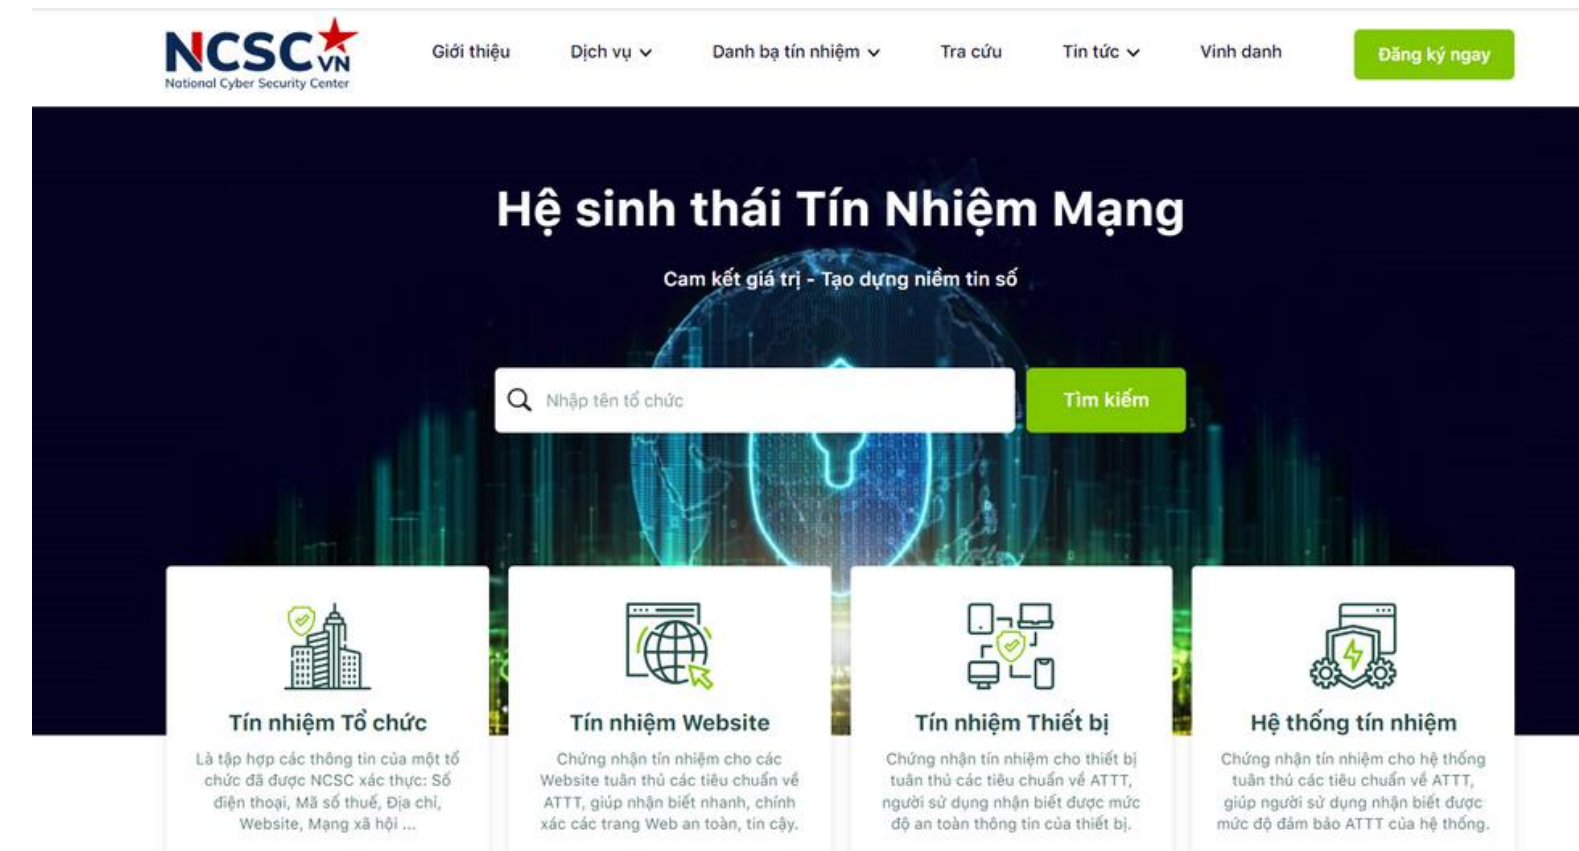 NCSC VN
National Cyber Security Center
Giới thiệu
Dịch vụ
Danh bạ tín nhiệm
Tra cứu
Tin tức
Vinh danh
Đăng ký ngay
Hệ sinh thái Tín Nhiệm Mạng
Cam kết giá trị - Tạo dựng niềm tin số
Nhập tên tổ chức
Tìm kiếm
Tín nhiệm Tổ chức
Là tập hợp các thông tin của một tổ
chức đã được NCSC xác thực: Số
điện thoại, Mã số thuế, Địa chỉ,
Website, Mạng xã hội ...
Tín nhiệm Website
Chứng nhận tín nhiệm cho các
Website tuân thủ các tiêu chuẩn về
ATTT, giúp nhận biết nhanh, chính
xác các trang Web an toàn, tin cậy.
Tín nhiệm Thiết bị
Chứng nhận tín nhiệm cho thiết bị
tuân thủ các tiêu chuẩn về ATTT,
người sử dụng nhận biết được mức
độ an toàn thông tin của thiết bị.
Hệ thống tín nhiệm
Chứng nhận tín nhiệm cho hệ thống
tuân thủ các tiêu chuẩn về ATTT,
giúp người sử dụng nhận biết được
mức độ đảm bảo ATTT của hệ thống.